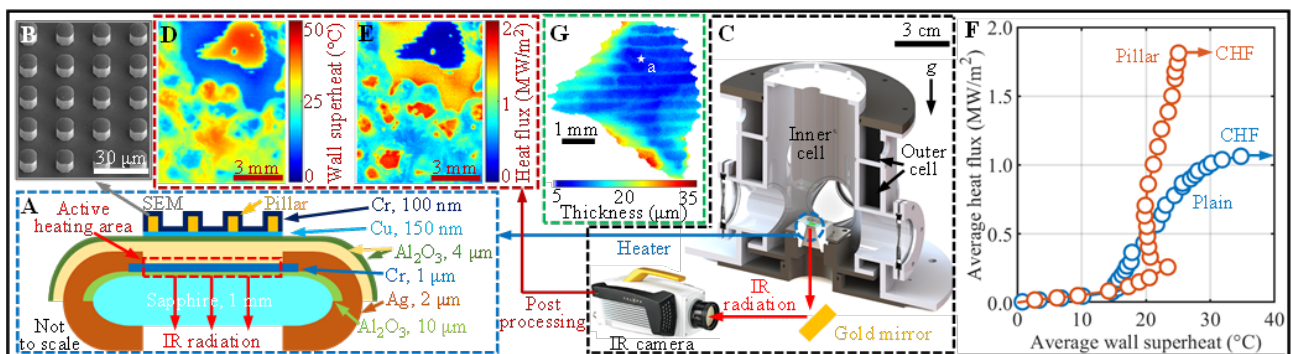 B
30 μm
D
3 mm
50
25
0
Wall superheat (°C)
E
3 mm
2
1
0
Heat flux (MW/m²)
G
a
1 mm
5
20
35
Thickness (μm)
C
3 cm
g
Inner
cell
Outer
cell
Heater
IR
radiation
Gold mirror
IR camera
Post
processing
A
Active
heating area
SEM
Pillar
Cr, 100 nm
Cu, 150 nm
Al₂O₃, 4 μm
Cr, 1 μm
Ag, 2 μm
Al₂O₃, 10 μm
Sapphire, 1 mm
Not
to scale
IR radiation
F
Average heat flux (MW/m²)
2.0
1.5
1.0
0.5
0.0
0
10
20
30
40
Average wall superheat (°C)
Pillar
CHF
CHF
Plain